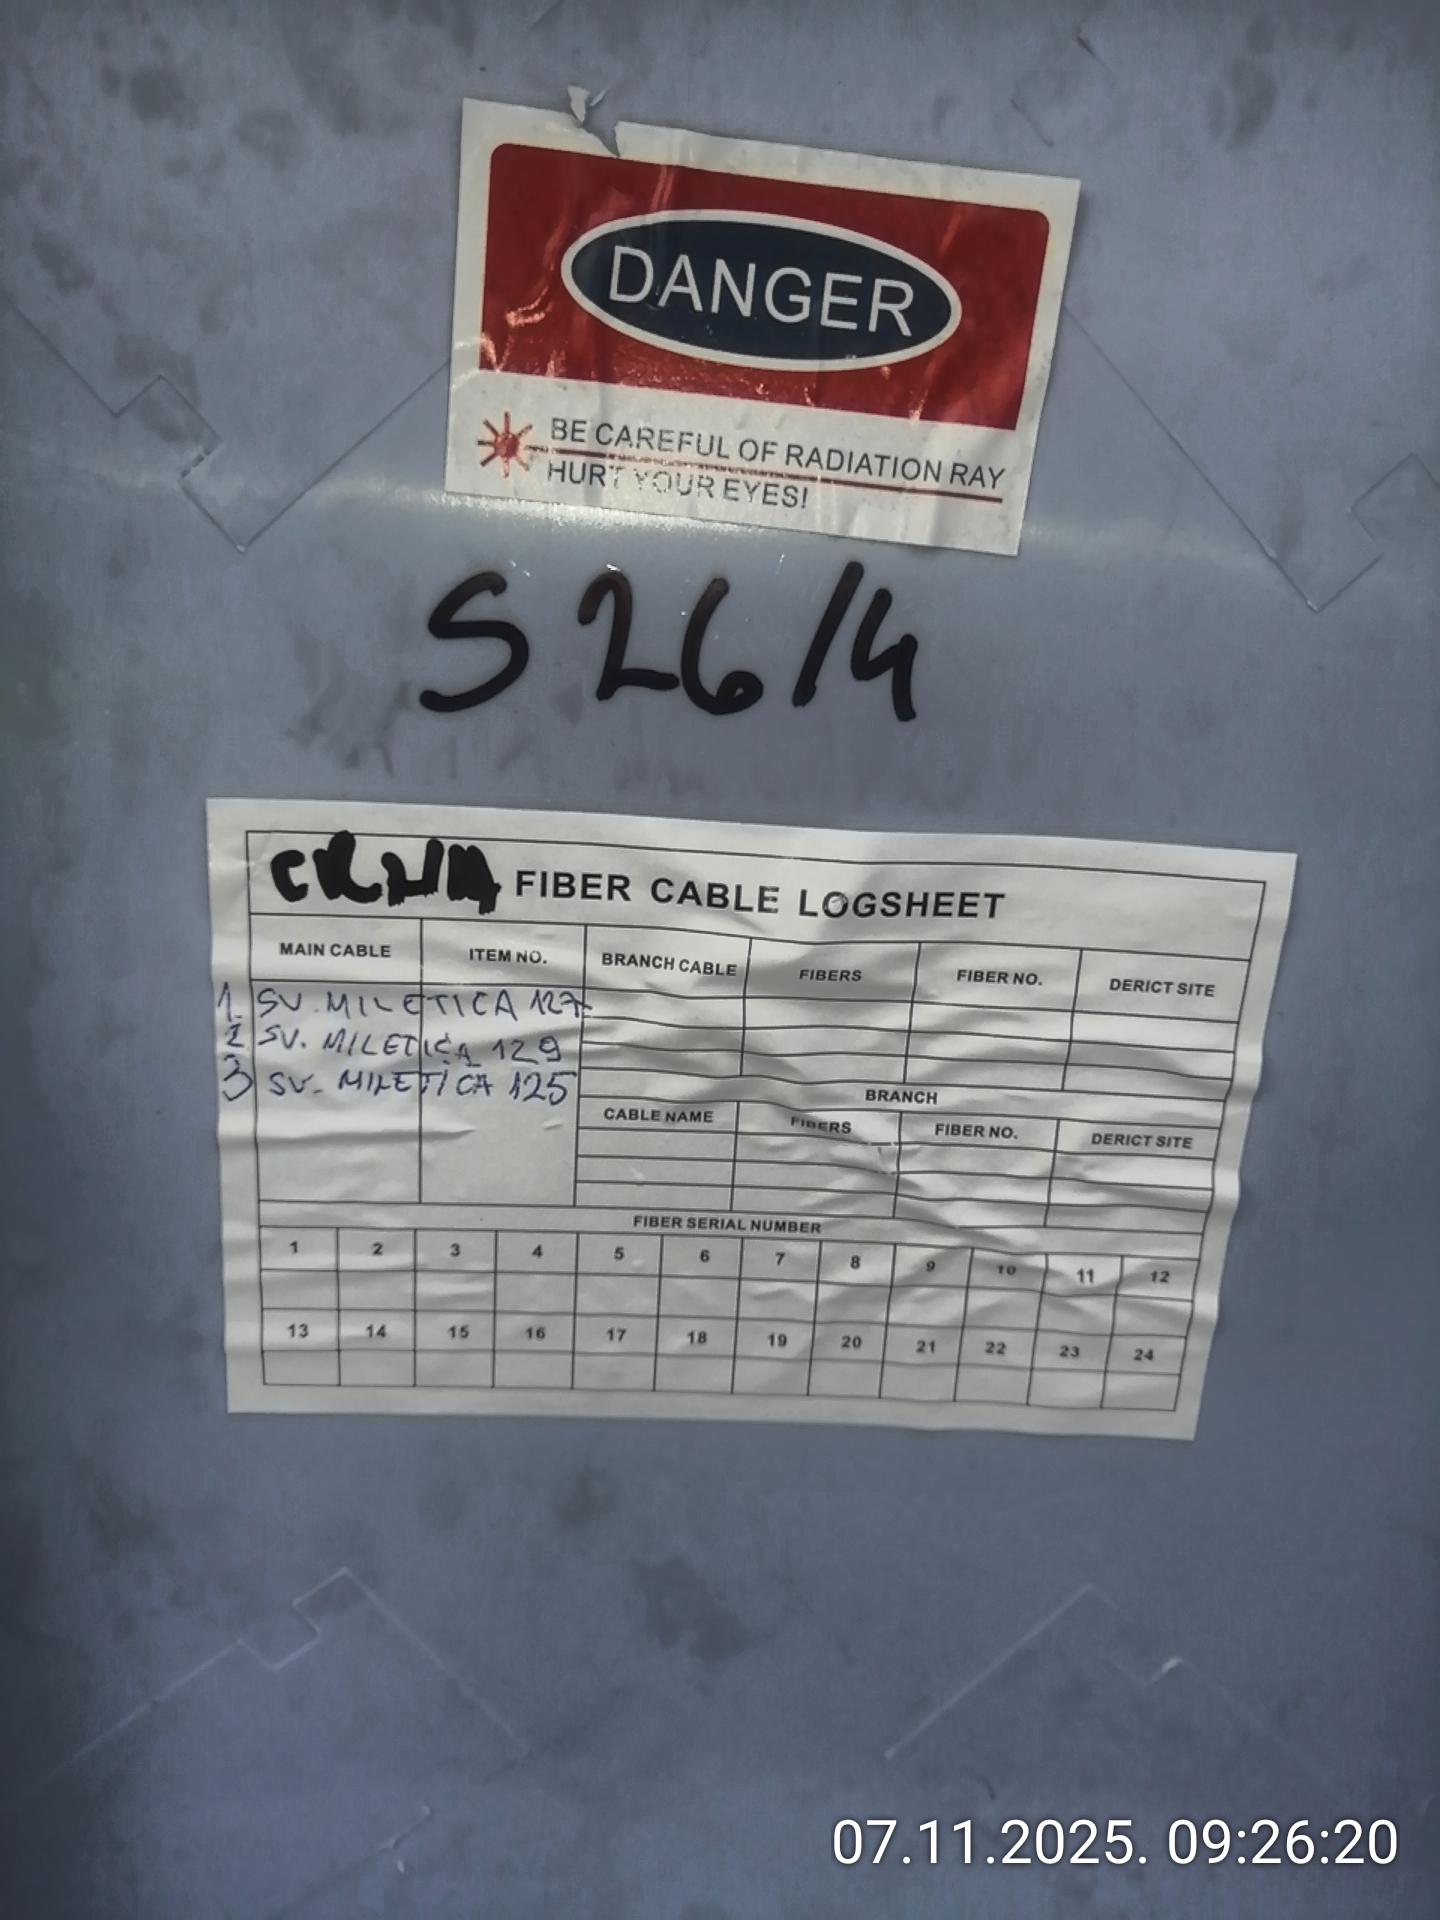 DANGER
BE CAREFUL OF RADIATION RAY
HURT YOUR EYES!
S26/4
FIBER CABLE LOGSHEET
MAIN CABLE ITEM NO. BRANCH CABLE FIBERS FIBER NO. DERICT SITE
1. SV. MILETICA 127
2 SV. MILETIĆA 129
3 SV. MILETICA 125
BRANCH
CABLE NAME FIBERS FIBER NO. DERICT SITE
FIBER SERIAL NUMBER
1 2 3 4 5 6 7 8 9 10 11 12
13 14 15 16 17 18 19 20 21 22 23 24
07.11.2025. 09:26:20